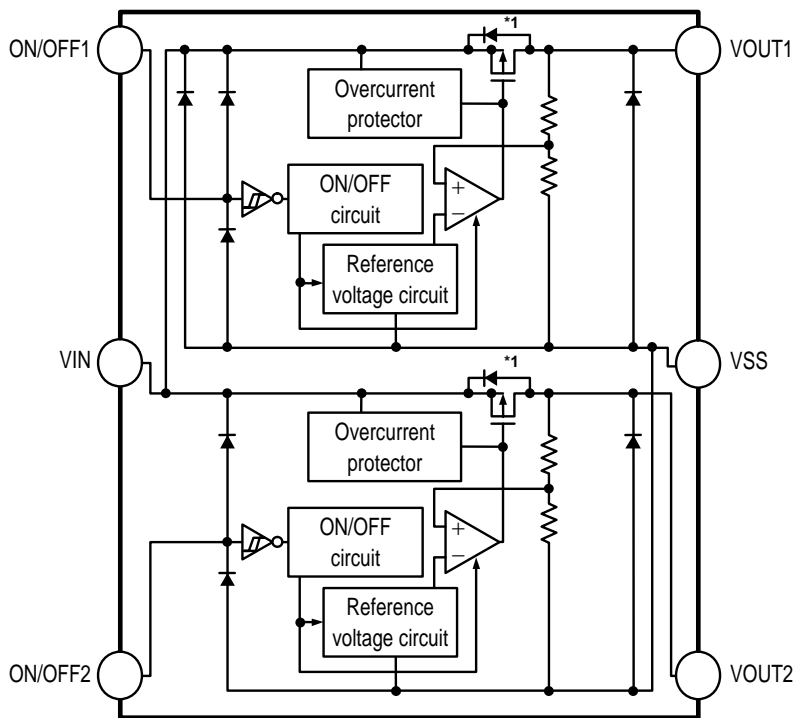 ON/OFF1
*1
VOUT1
Overcurrent
protector
ON/OFF
circuit
+
−
Reference
voltage circuit
VIN
VSS
*1
Overcurrent
protector
ON/OFF
circuit
+
−
Reference
voltage circuit
ON/OFF2
VOUT2